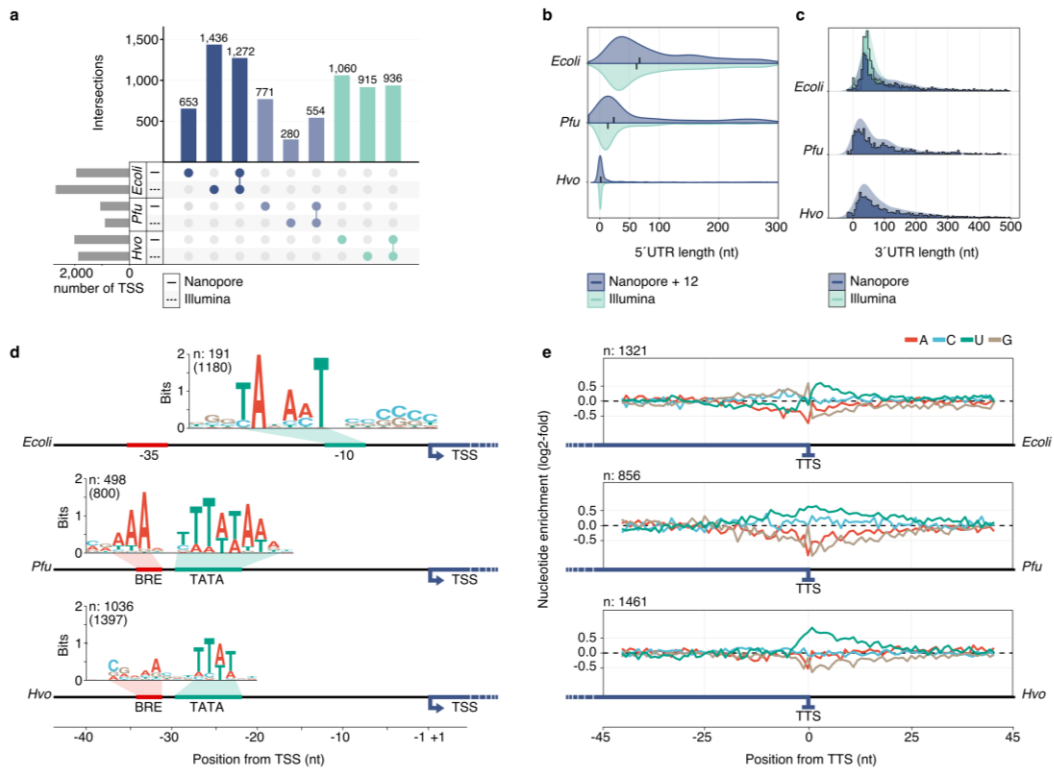 a
1,500
1,000
500
Intersections
653
1,436
1,272
771
280
554
1,060
915
936
Ecoli
Pfu
Hvo
2,000
0
number of TSS
Nanopore
Illumina
b
Ecoli
Pfu
Hvo
0
50
100
200
300
5´UTR length (nt)
Nanopore + 12
Illumina
c
Ecoli
Pfu
Hvo
0
100
200
300
400
500
3´UTR length (nt)
Nanopore
Illumina
d
2
1
0
Bits
n: 191
(1180)
Ecoli
-35
-10
TSS
2
1
0
Bits
n: 498
(800)
Pfu
BRE
TATA
TSS
2
1
0
Bits
n: 1036
(1397)
Hvo
BRE
TATA
TSS
-40
-30
-20
-10
-1 +1
Position from TSS (nt)
e
A C U G
Nucleotide enrichment (log2-fold)
n: 1321
0.5
0.0
-0.5
Ecoli
TTS
n: 856
0.5
0.0
-0.5
Pfu
TTS
n: 1461
0.5
0.0
-0.5
Hvo
TTS
-45
-25
0
25
45
Position from TTS (nt)